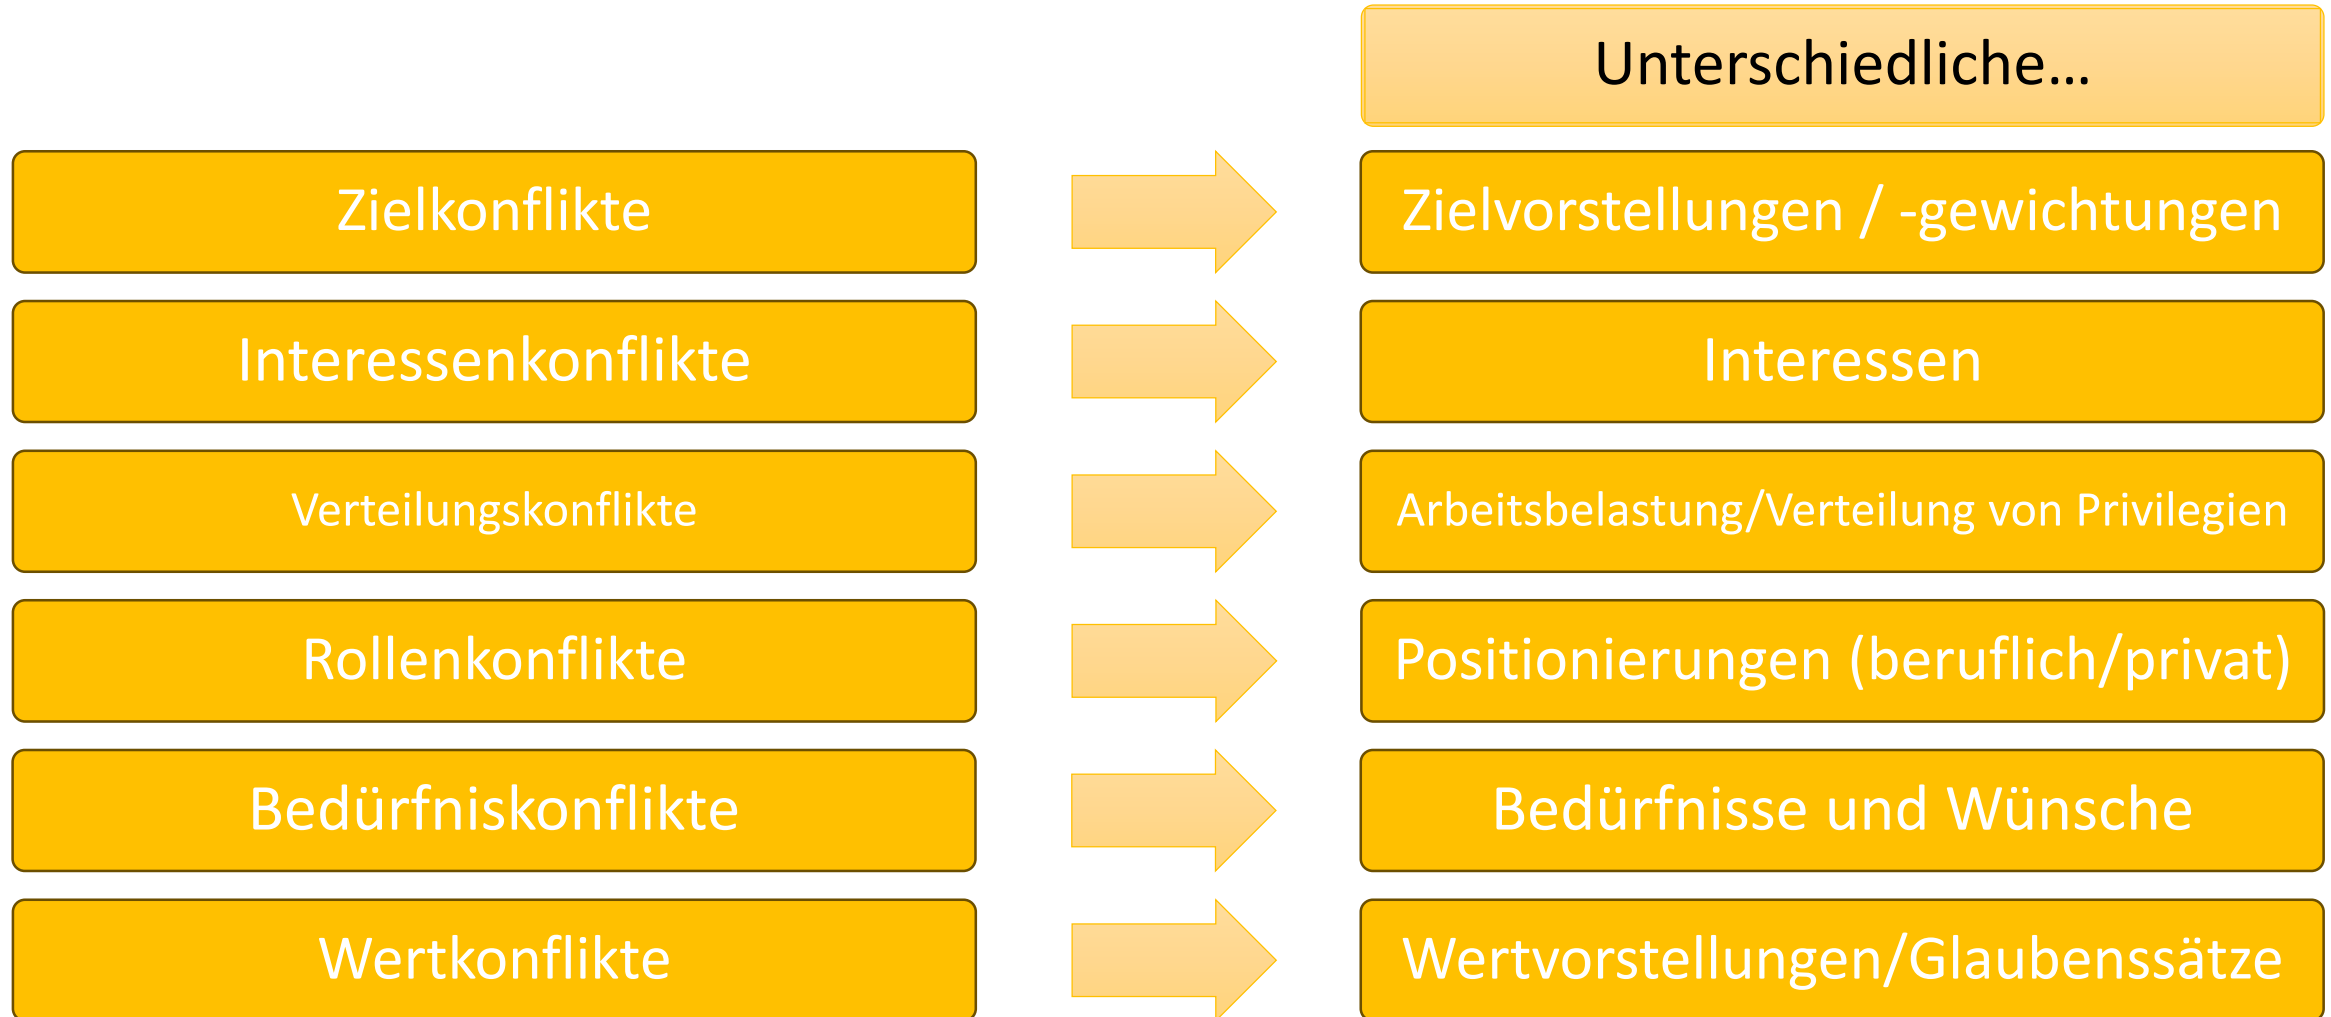 Unterschiedliche...
Zielkonflikte
Zielvorstellungen / -gewichtungen
Interessenkonflikte
Interessen
Verteilungskonflikte
Arbeitsbelastung/Verteilung von Privilegien
Rollenkonflikte
Positionierungen (beruflich/privat)
Bedürfniskonflikte
Bedürfnisse und Wünsche
Wertkonflikte
Wertvorstellungen/Glaubenssätze